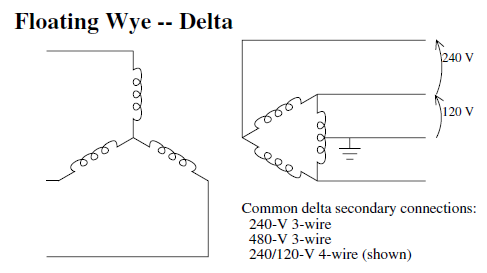 Floating Wye -- Delta
240 V
120 V
Common delta secondary connections:
240-V 3-wire
480-V 3-wire
240/120-V 4-wire (shown)